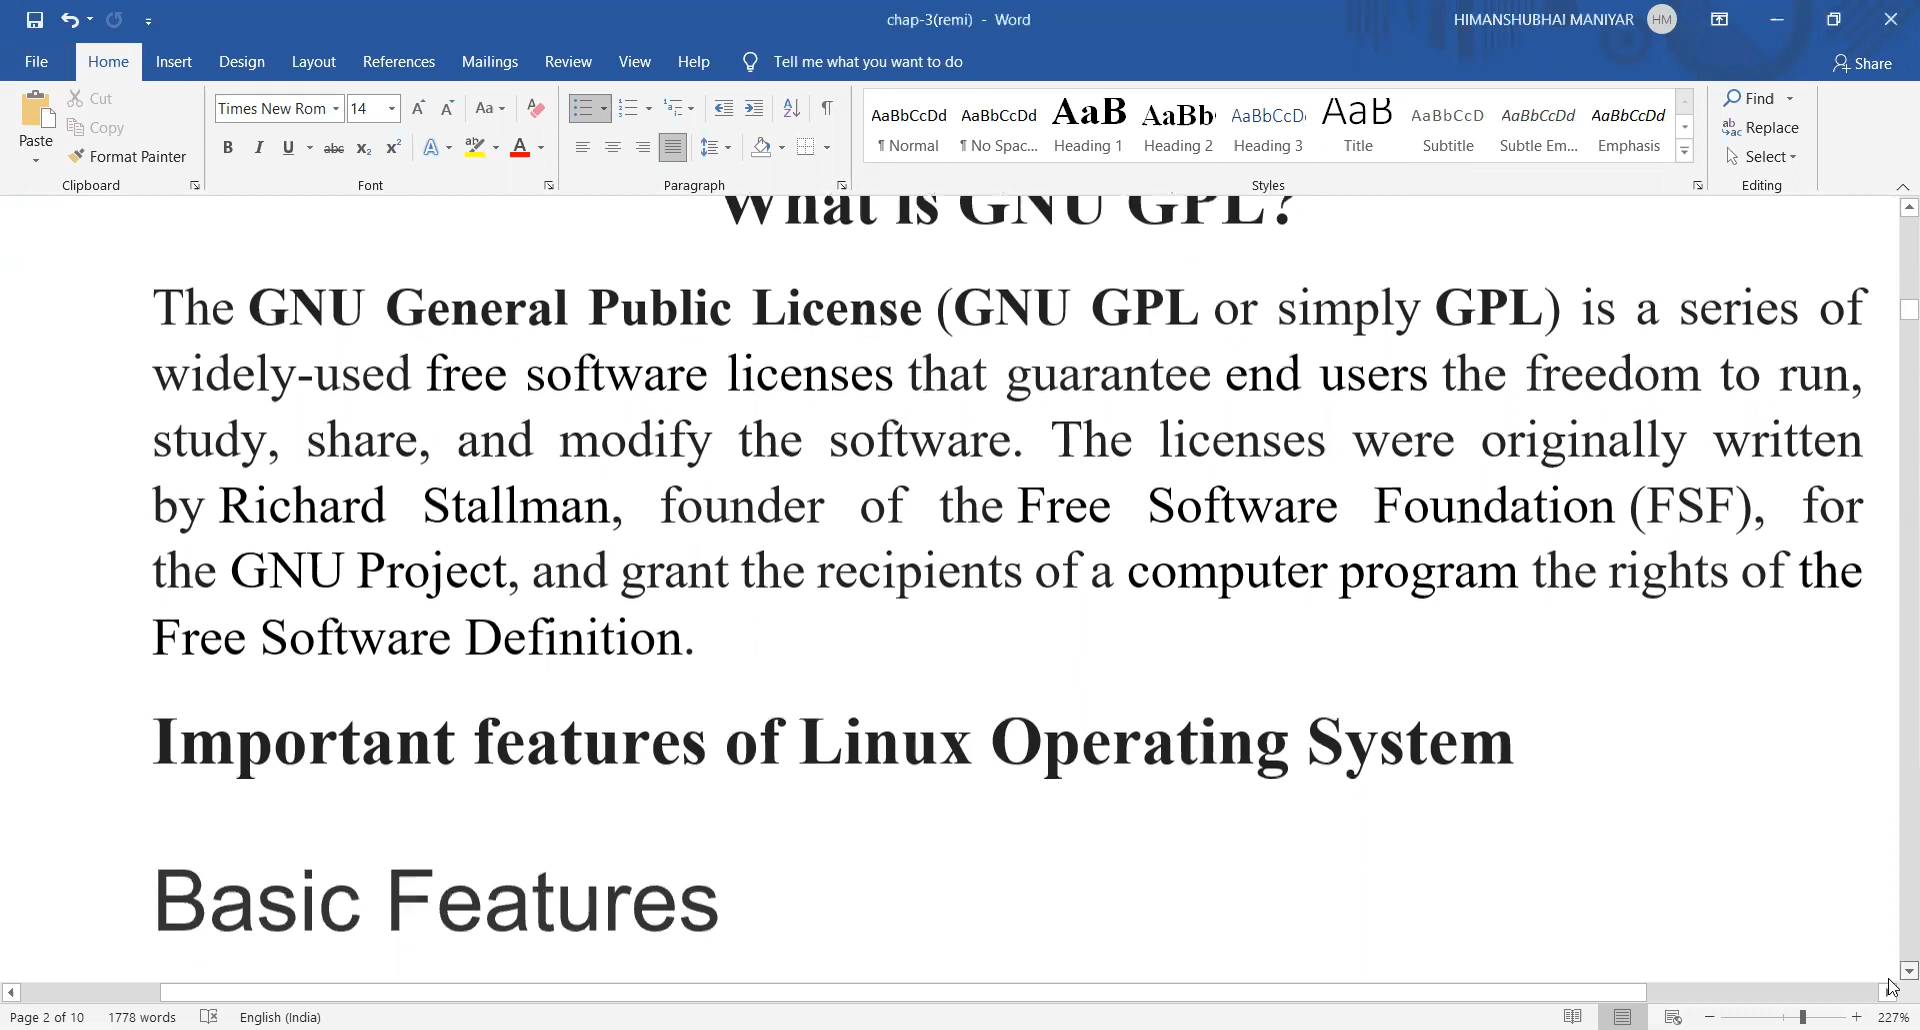 chap-3(remi) - Word
HIMANSHUBHAI MANIYAR HM
File Home Insert Design Layout References Mailings Review View Help Tell me what you want to do Share
Paste
Cut
Copy
Format Painter
Clipboard
Times New Rom 14
Font
Paragraph
AaBbCcDd AaBbCcDd AaB AaBb AaBbCcD AaB AaBbCcD AaBbCcDd AaBbCcDd
¶ Normal ¶ No Spac... Heading 1 Heading 2 Heading 3 Title Subtitle Subtle Em... Emphasis
Styles
Find
Replace
Select
Editing
What is GNU GPL?
The GNU General Public License (GNU GPL or simply GPL) is a series of
widely-used free software licenses that guarantee end users the freedom to run,
study, share, and modify the software. The licenses were originally written
by Richard Stallman, founder of the Free Software Foundation (FSF), for
the GNU Project, and grant the recipients of a computer program the rights of the
Free Software Definition.
Important features of Linux Operating System
Basic Features
Page 2 of 10 1778 words English (India) 227%